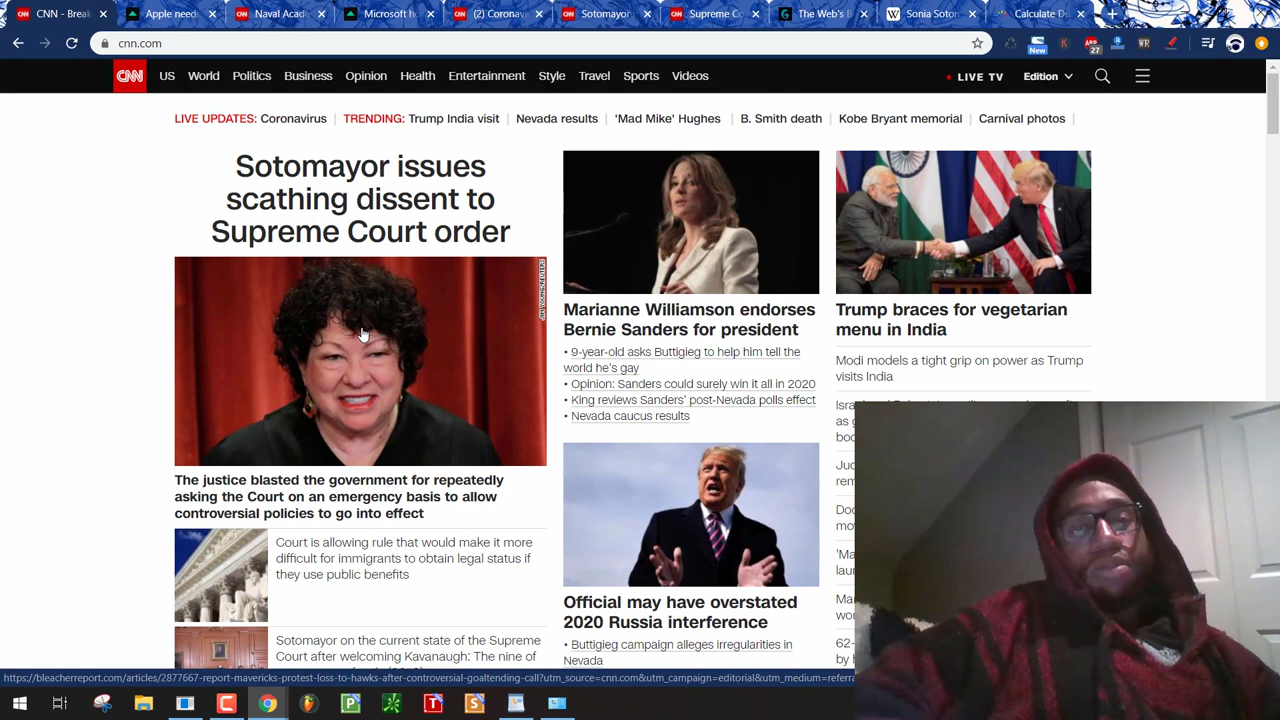 CNN - Break
Apple needs
Naval Acad
Microsoft ho
(2) Coronav
Sotomayor
Supreme Co
The Web's B
Sonia Soton
Calculate Du
cnn.com
New
27
WR
CNN
US World Politics Business Opinion Health Entertainment Style Travel Sports Videos
LIVE TV
Edition
LIVE UPDATES: Coronavirus | TRENDING: Trump India visit | Nevada results | 'Mad Mike' Hughes | B. Smith death | Kobe Bryant memorial | Carnival photos |
Sotomayor issues
scathing dissent to
Supreme Court order
The justice blasted the government for repeatedly
asking the Court on an emergency basis to allow
controversial policies to go into effect
Court is allowing rule that would make it more
difficult for immigrants to obtain legal status if
they use public benefits
Sotomayor on the current state of the Supreme
Court after welcoming Kavanaugh: The nine of
Marianne Williamson endorses
Bernie Sanders for president
• 9-year-old asks Buttigieg to help him tell the
world he's gay
• Opinion: Sanders could surely win it all in 2020
• King reviews Sanders' post-Nevada polls effect
• Nevada caucus results
Official may have overstated
2020 Russia interference
• Buttigieg campaign alleges irregularities in
Nevada
Trump braces for vegetarian
menu in India
Modi models a tight grip on power as Trump
visits India
https://bleacherreport.com/articles/2877667-report-mavericks-protest-loss-to-hawks-after-controversial-goaltending-call?utm_source=cnn.com&utm_campaign=editorial&utm_medium=referra